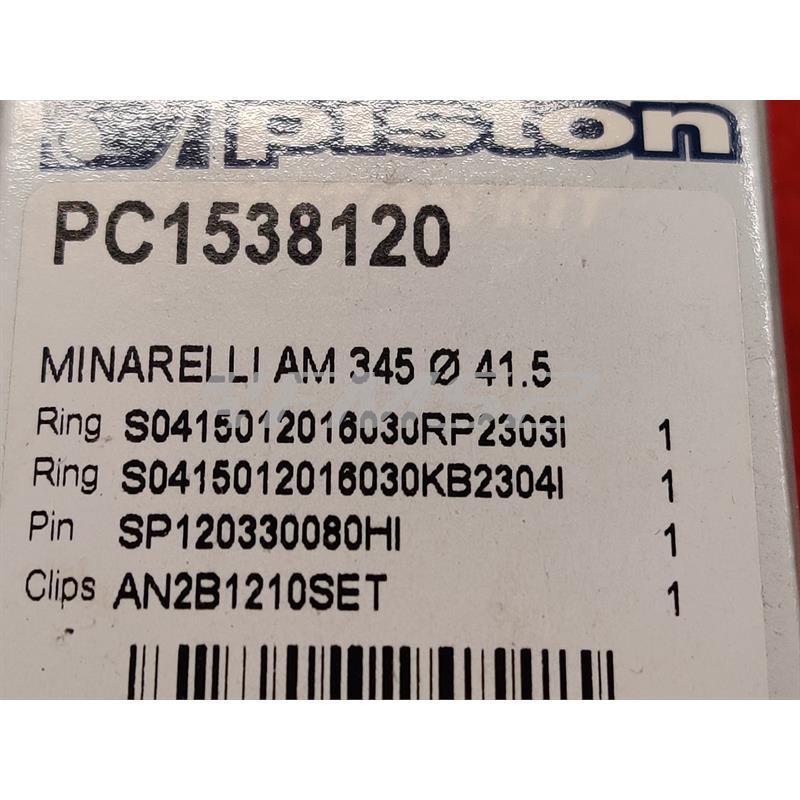 piston
KIT
PC1538120
MINARELLI AM 345 Ø 41.5
Ring S0415012016030RP2303I 1
Ring S0415012016030KB2304I 1
Pin SP120330080HI 1
Clips AN2B1210SET 1